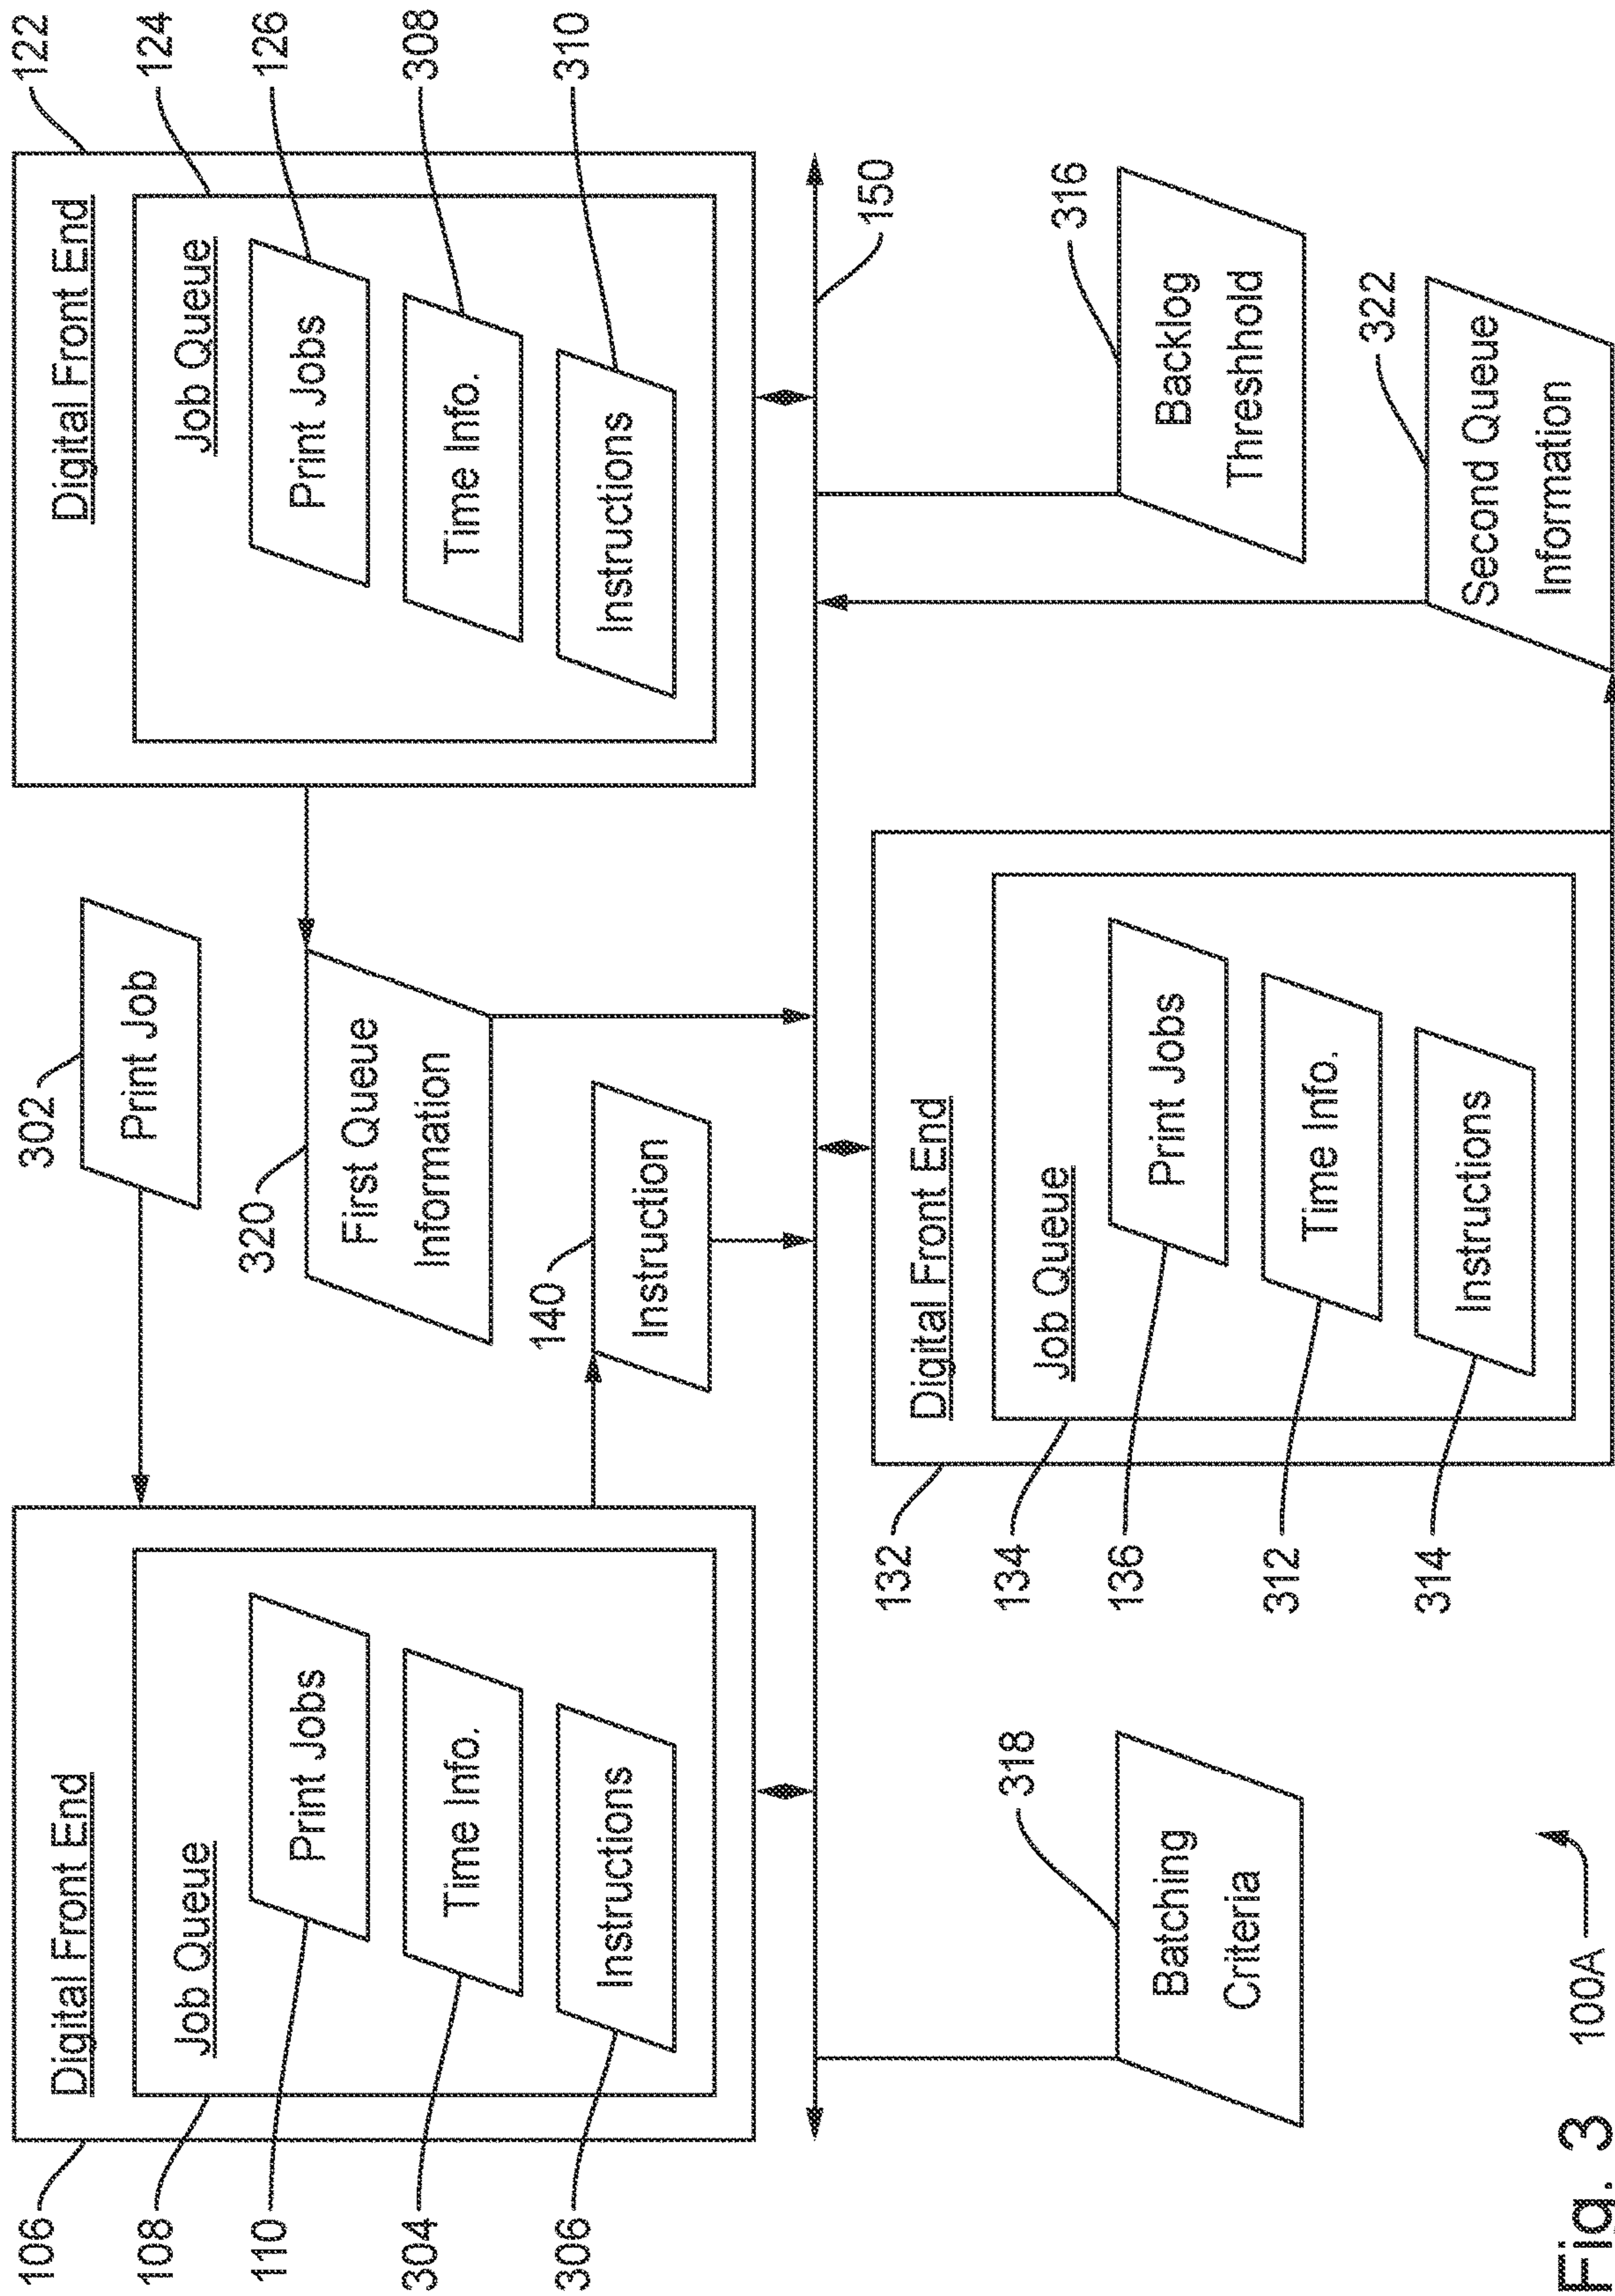 106
Digital Front End
108
Job Queue
110
Print Jobs
304
Time Info.
306
Instructions
302
Print Job
320
First Queue
Information
140
Instruction
122
Digital Front End
124
Job Queue
126
Print Jobs
308
Time Info.
310
Instructions
150
318
Batching
Criteria
132
Digital Front End
134
Job Queue
136
Print Jobs
312
Time Info.
314
Instructions
316
Backlog
Threshhold
322
Second Queue
Information
100A
Fig. 3